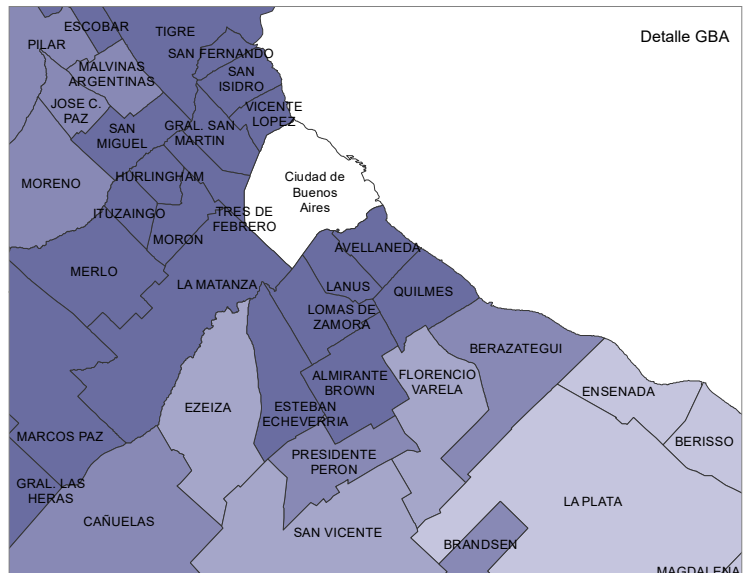 ESCOBAR
TIGRE
Detalle GBA
PILAR
SAN FERNANDO
MALVINAS
ARGENTINAS
SAN
ISIDRO
JOSE C.
PAZ
VICENTE
LOPEZ
SAN
MIGUEL
GRAL. SAN
MARTIN
HURLINGHAM
Ciudad de
Buenos
Aires
MORENO
ITUZAINGO
TRES DE
FEBRERO
MORON
AVELLANEDA
MERLO
LA MATANZA
LANUS
QUILMES
LOMAS DE
ZAMORA
BERAZATEGUI
ALMIRANTE
BROWN
FLORENCIO
VARELA
ENSENADA
EZEIZA
ESTEBAN
ECHEVERRIA
MARCOS PAZ
BERISSO
PRESIDENTE
PERON
GRAL. LAS
HERAS
LA PLATA
CAÑUELAS
SAN VICENTE
BRANDSEN
MAGDALENA